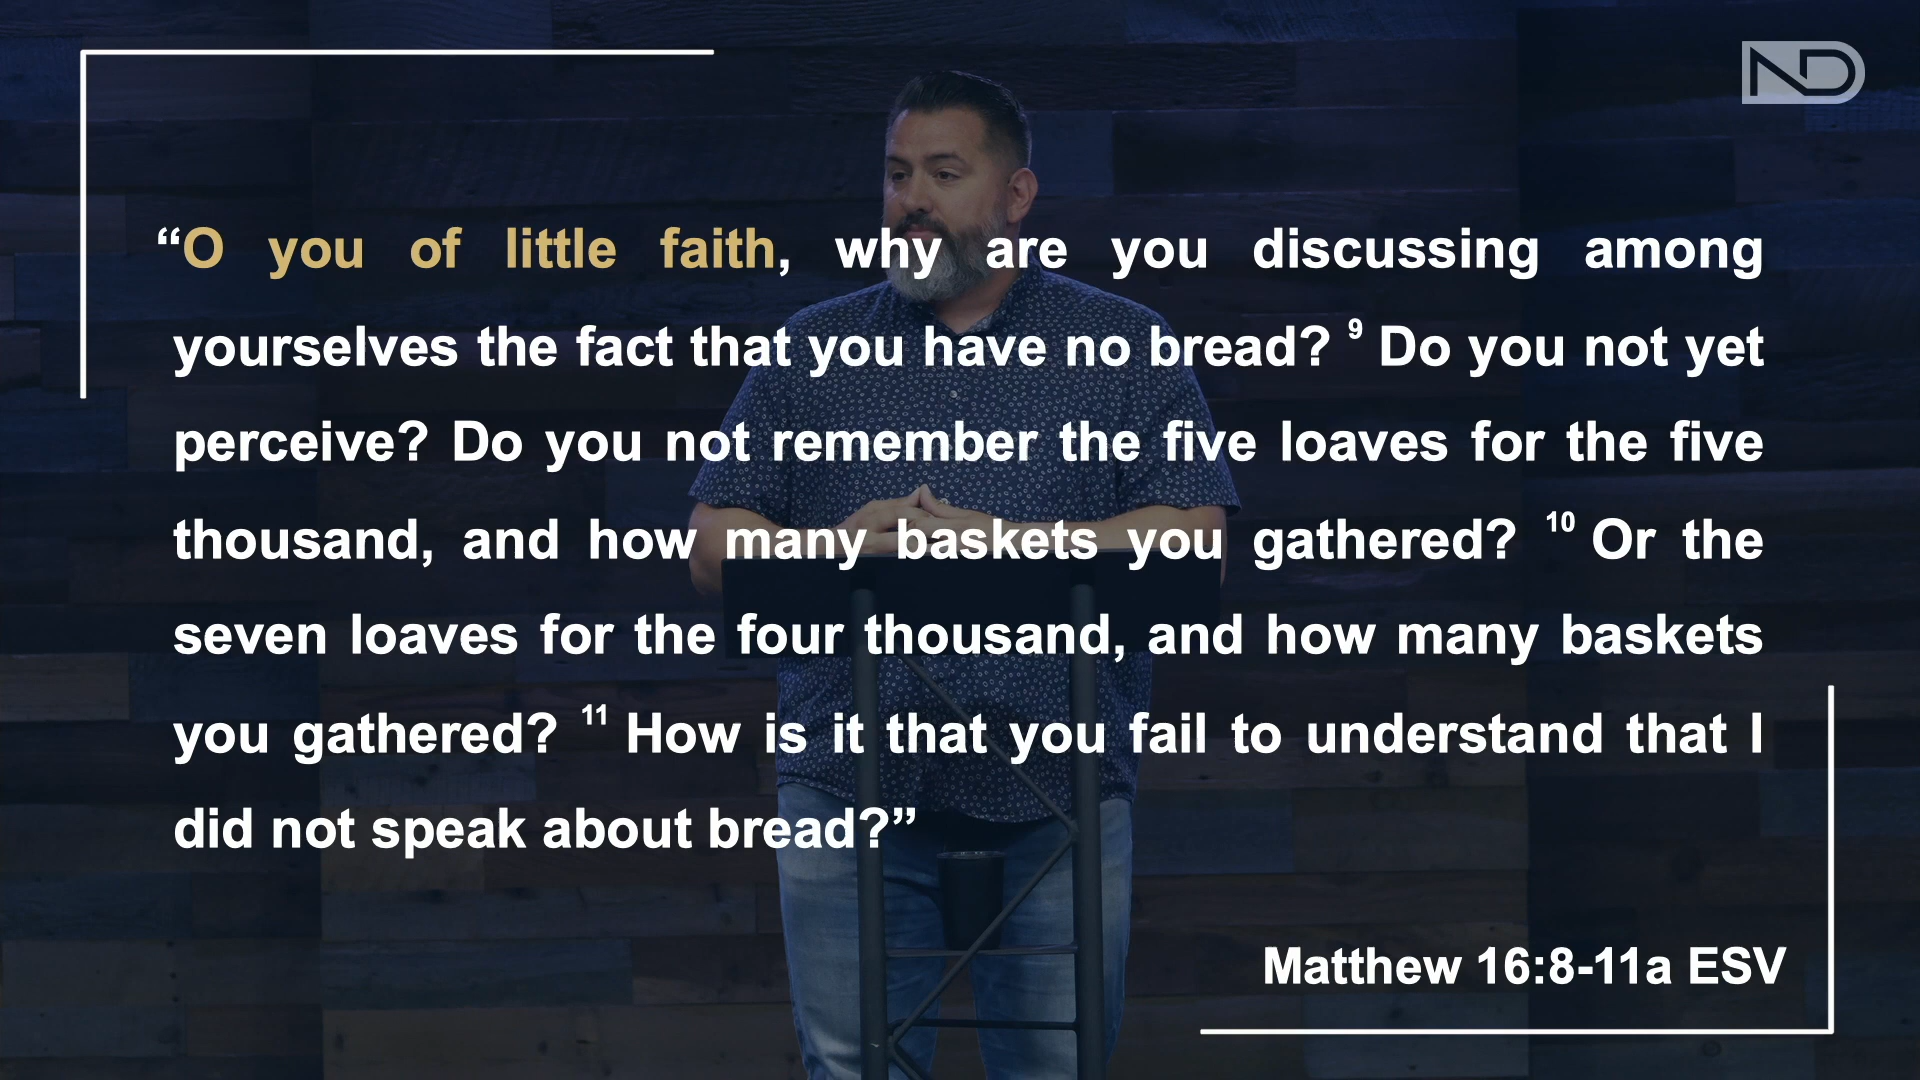 ND
“O you of little faith, why are you discussing among
yourselves the fact that you have no bread? 9 Do you not yet
perceive? Do you not remember the five loaves for the five
thousand, and how many baskets you gathered? 10 Or the
seven loaves for the four thousand, and how many baskets
you gathered? 11 How is it that you fail to understand that I
did not speak about bread?”
Matthew 16:8-11a ESV